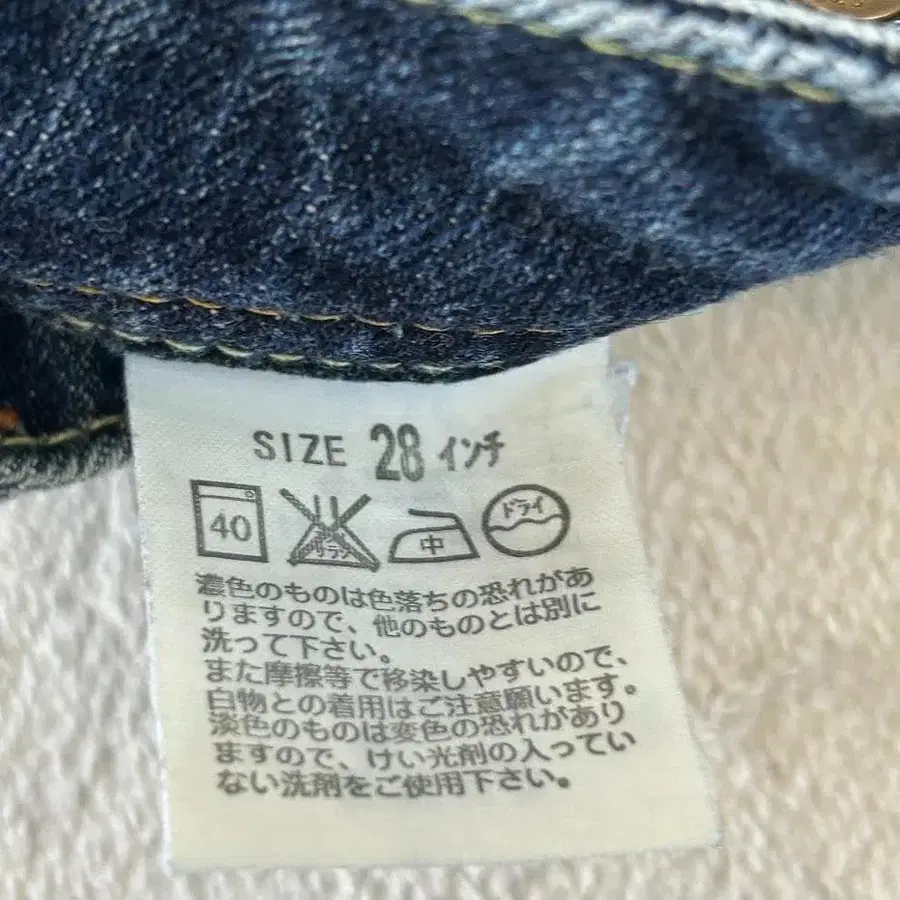 SIZE 28 インチ
40 サラシ 中 ドライ
濃色のものは色落ちの恐れがあ
りますので、他のものとは別に
洗って下さい。
また摩擦等で移染しやすいので、
白物との着用はご注意願います。
淡色のものは変色の恐れがあり
ますので、けい光剤の入ってい
ない洗剤をご使用下さい。